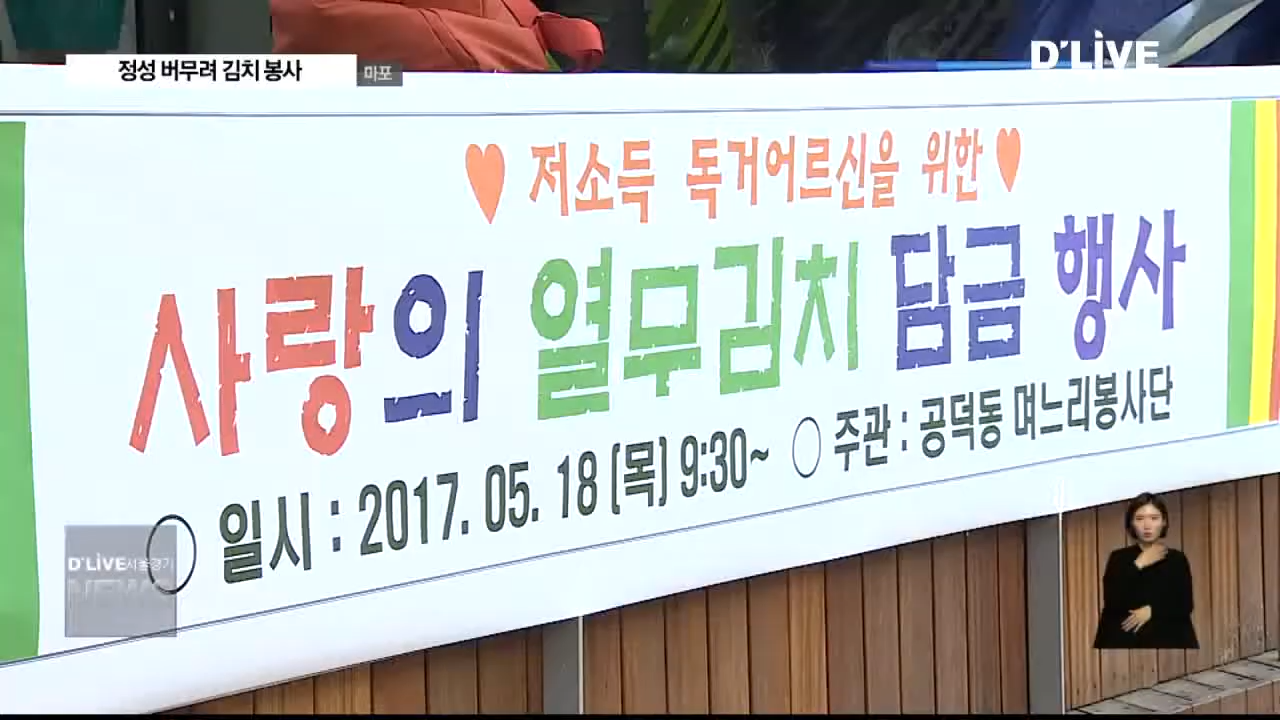 정성 버무려 김치 봉사
마포
D'LIVE
♥ 저소득 독거어르신을 위한 ♥
사랑의 열무김치 담금 행사
○ 일시 : 2017. 05. 18 (목) 9:30~ ○ 주관 : 공덕동 며느리봉사단
D'LIVE서울경기
NEWS